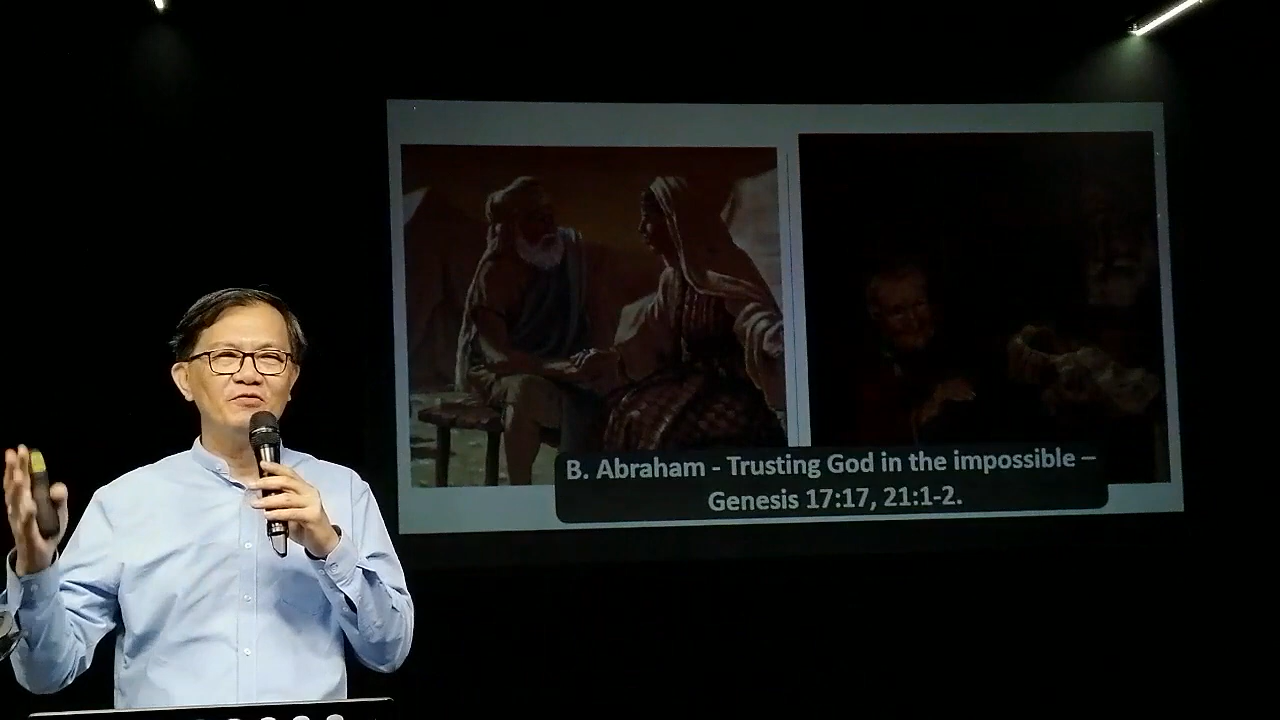 B. Abraham - Trusting God in the impossible –
Genesis 17:17, 21:1-2.